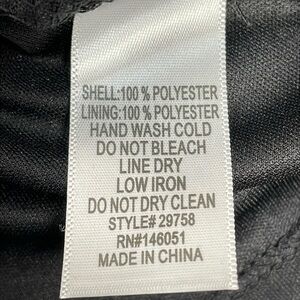 SHELL:100 % POLYESTER
LINING:100 % POLYESTER
HAND WASH COLD
DO NOT BLEACH
LINE DRY
LOW IRON
DO NOT DRY CLEAN
STYLE# 29758
RN#146051
MADE IN CHINA